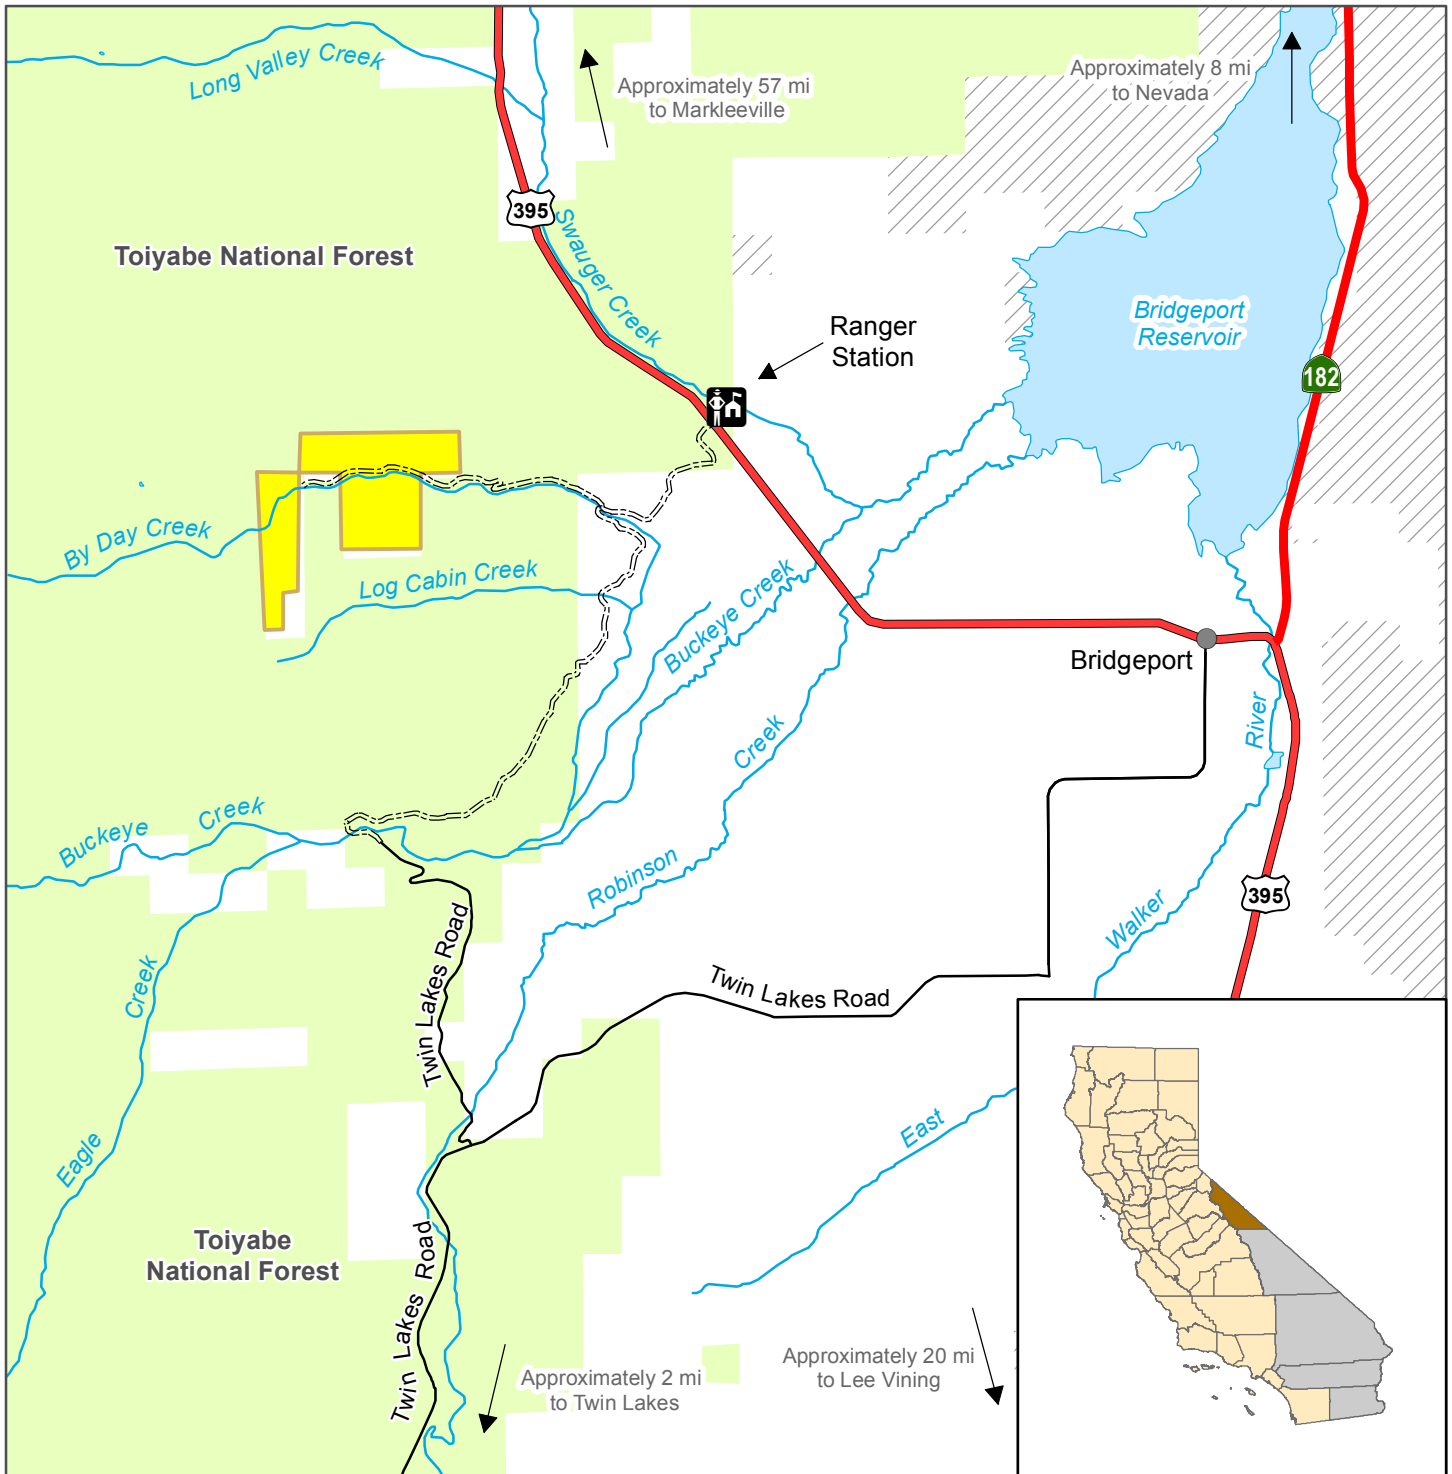 Long Valley Creek
Approximately 57 mi
to Markleeville
Approximately 8 mi
to Nevada
395
Swauger Creek
Toiyabe National Forest
Ranger
Station
Bridgeport
Reservoir
182
By Day Creek
Log Cabin Creek
Buckeye Creek
Bridgeport
River
Creek
Robinson
Buckeye
Creek
395
Walker
Twin Lakes Road
Twin Lakes Road
Creek
Eagle
East
Toiyabe
National Forest
Twin Lakes Road
Approximately 2 mi
to Twin Lakes
Approximately 20 mi
to Lee Vining